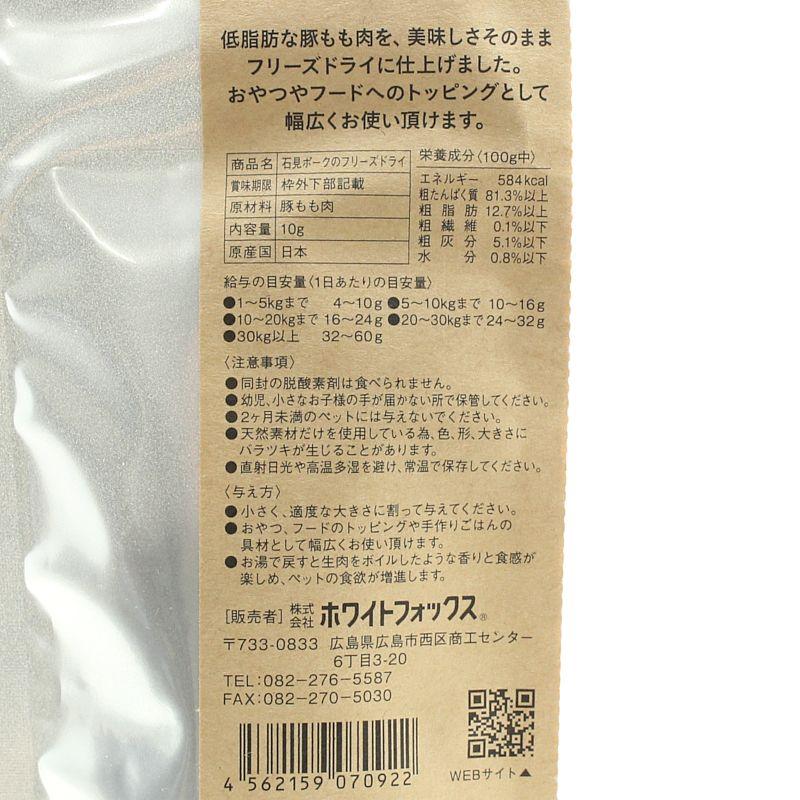 低脂肪な豚もも肉を、美味しさそのまま
フリーズドライに仕上げました。
おやつやフードへのトッピングとして
幅広くお使い頂けます。
商品名 石見ポークのフリーズドライ
賞味期限 枠外下部記載
原材料 豚もも肉
内容量 10g
原産国 日本
栄養成分〈100g中〉
エネルギー 584kcal
粗たんぱく質 81.3%以上
粗脂肪 12.7%以上
粗繊維 0.1%以下
粗灰分 5.1%以下
水分 0.8%以下
給与の目安量〈1日あたりの目安量〉
●1〜5kgまで 4〜10g ●5〜10kgまで 10〜16g
●10〜20kgまで 16〜24g ●20〜30kgまで 24〜32g
●30kg以上 32〜60g
〈注意事項〉
●同封の脱酸素剤は食べられません。
●幼児、小さなお子様の手が届かない所で保管してください。
●2ヶ月未満のペットには与えないでください。
●天然素材だけを使用している為、色、形、大きさに
バラツキが生じることがあります。
●直射日光や高温多湿を避け、常温で保存してください。
〈与え方〉
●小さく、適度な大きさに割って与えてください。
●おやつ、フードのトッピングや手作りごはんの
具材として幅広くお使い頂けます。
●お湯で戻すと生肉をボイルしたような香りと食感が
楽しめ、ペットの食欲が増進します。
[販売者] 株式会社 ホワイトフォックス®
〒733-0833 広島県広島市西区商工センター
6丁目3-20
TEL:082-276-5587
FAX:082-270-5030
4 562159 070922
WEBサイト▲